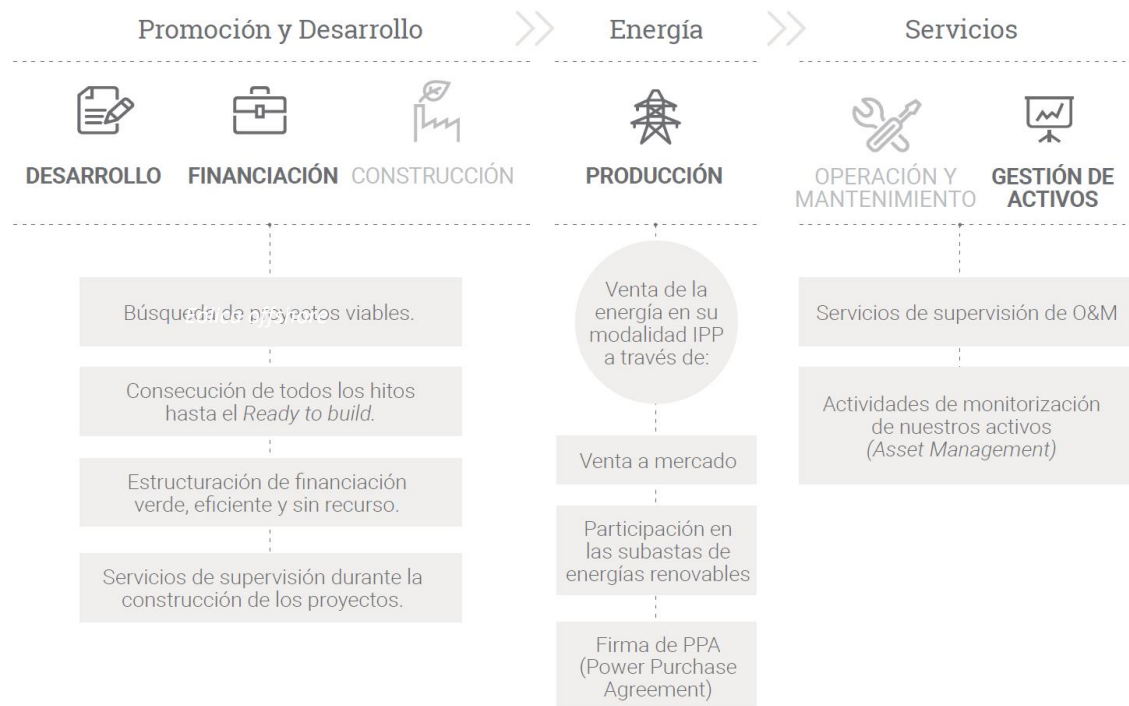 Promoción y Desarrollo
DESARROLLO
FINANCIACIÓN
CONSTRUCCIÓN
Búsqueda de proyectos viables.
Consecución de todos los hitos
hasta el Ready to build.
Estructuración de financiación
verde, eficiente y sin recurso.
Servicios de supervisión durante la
construcción de los proyectos.
Energía
PRODUCCIÓN
Venta de la
energía en su
modalidad IPP
a través de:
Venta a mercado
Participación en
las subastas de
energías renovables
Firma de PPA
(Power Purchase
Agreement)
Servicios
OPERACIÓN Y
MANTENIMIENTO
GESTIÓN DE
ACTIVOS
Servicios de supervisión de O&M
Actividades de monitorización
de nuestros activos
(Asset Management)